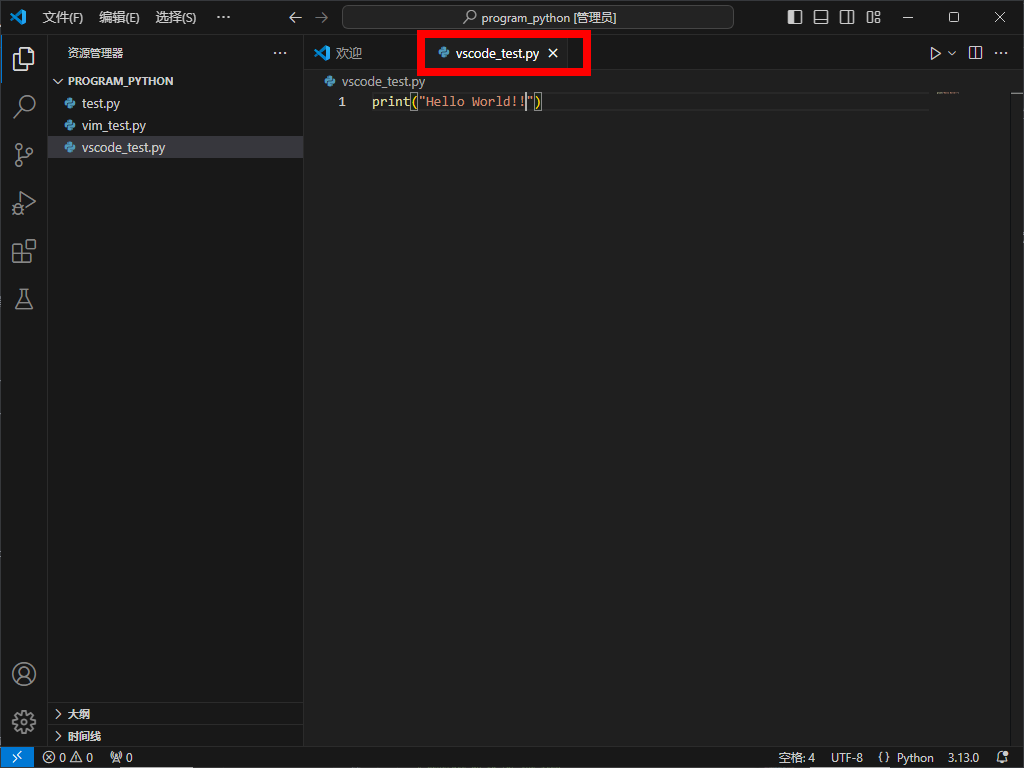 文件(F) 编辑(E) 选择(S) ··· program_python [管理员]
资源管理器 ···
欢迎 vscode_test.py
PROGRAM_PYTHON
vscode_test.py
test.py
1 print("Hello World!!")
vim_test.py
vscode_test.py
大纲
时间线
0 0 0 空格: 4 UTF-8 {} Python 3.13.0